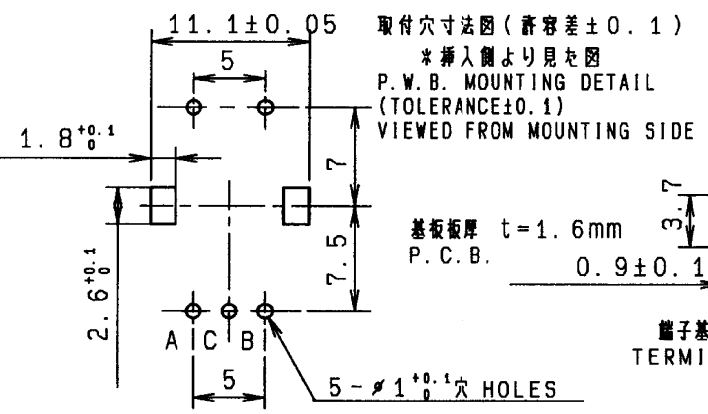 11.1±0.05
取付穴寸法図(許容差±0.1)
5
*挿入側より見た図
P.W.B. MOUNTING DETAIL
(TOLERANCE±0.1)
VIEWED FROM MOUNTING SIDE
1.8 +0.1 0
7
3.7
基板板厚 t=1.6mm
P.C.B.
0.9±0.1
7.5
2.6 +0.1 0
A C B
端子基
TERMI
5
5-ø1 +0.1 0 穴 HOLES